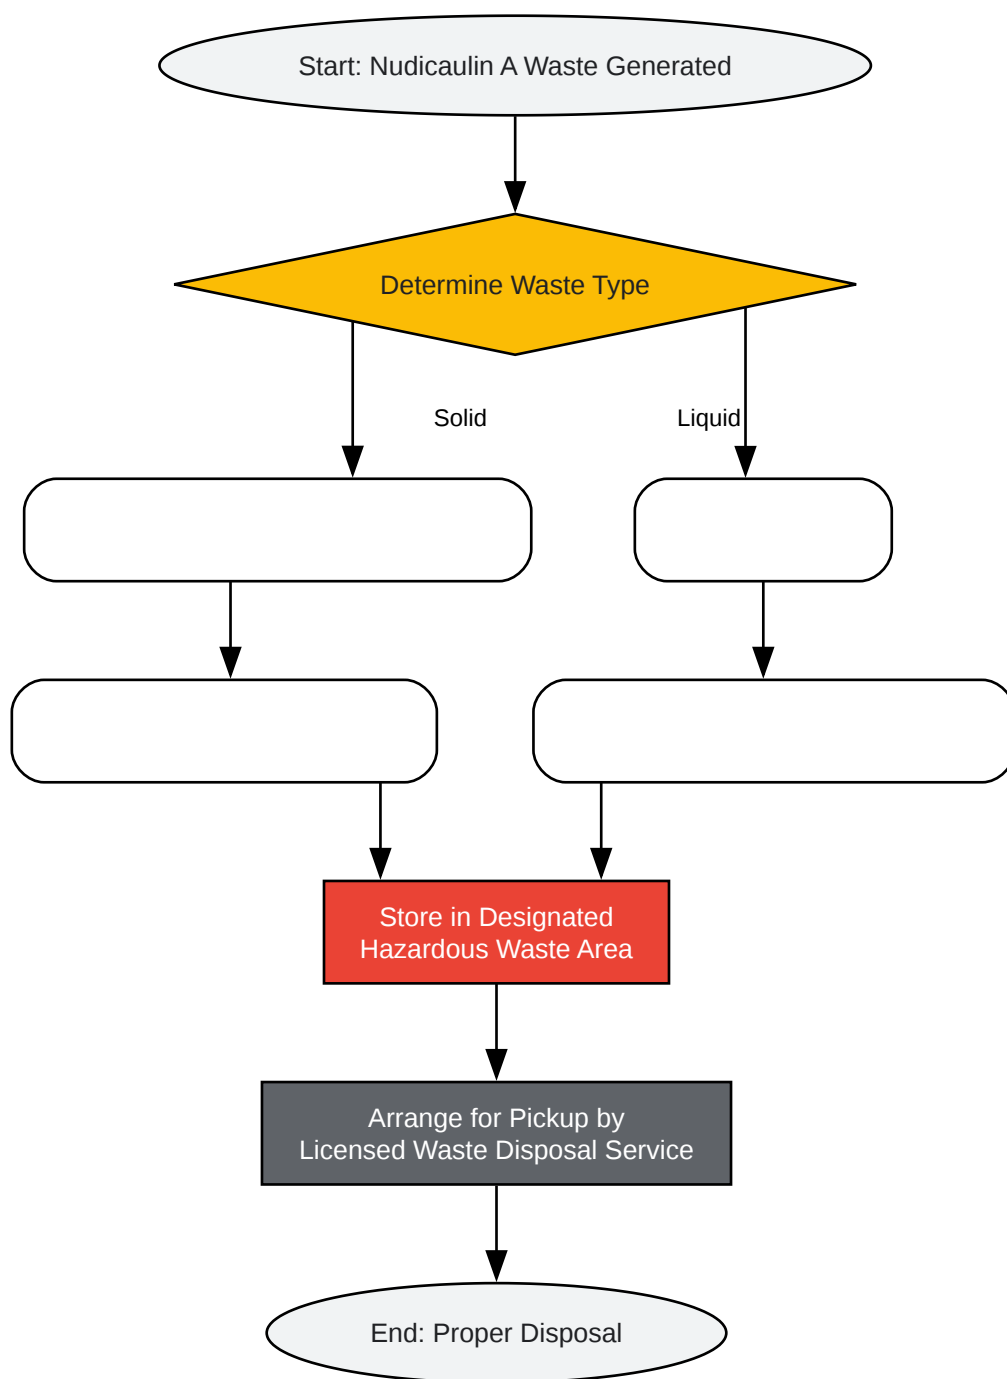 Start: Nudicaulin A Waste Generated
Determine Waste Type
Solid
Liquid
Store in Designated
Hazardous Waste Area
Arrange for Pickup by
Licensed Waste Disposal Service
End: Proper Disposal